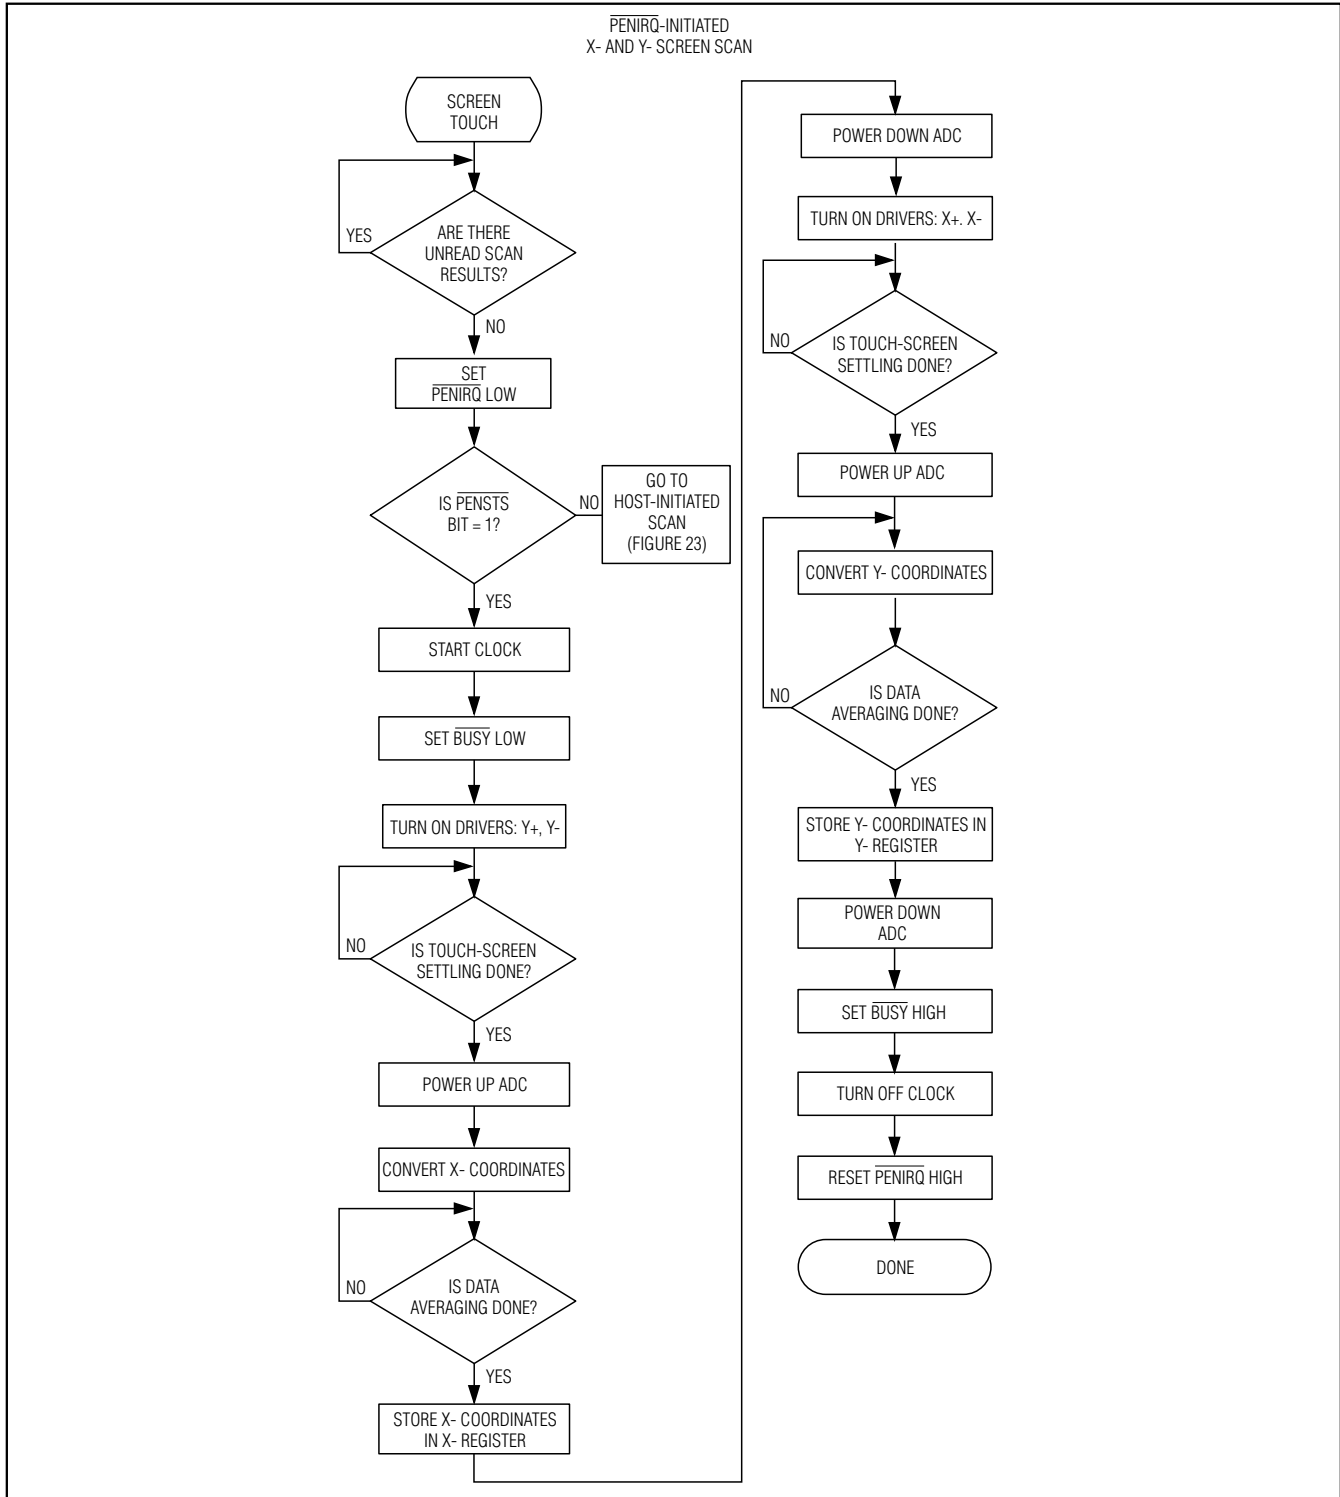 PENIRQ-INITIATED
X- AND Y- SCREEN SCAN
SCREEN
TOUCH
YES
ARE THERE
UNREAD SCAN
RESULTS?
NO
SET
PENIRQ LOW
IS PENSTS
BIT = 1?
NO
GO TO
HOST-INITIATED
SCAN
(FIGURE 23)
YES
START CLOCK
SET BUSY LOW
TURN ON DRIVERS: Y+, Y-
NO
IS TOUCH-SCREEN
SETTLING DONE?
YES
POWER UP ADC
CONVERT X- COORDINATES
NO
IS DATA
AVERAGING DONE?
YES
STORE X- COORDINATES
IN X- REGISTER
POWER DOWN ADC
TURN ON DRIVERS: X+. X-
NO
IS TOUCH-SCREEN
SETTLING DONE?
YES
POWER UP ADC
CONVERT Y- COORDINATES
NO
IS DATA
AVERAGING DONE?
YES
STORE Y- COORDINATES IN
Y- REGISTER
POWER DOWN
ADC
SET BUSY HIGH
TURN OFF CLOCK
RESET PENIRQ HIGH
DONE